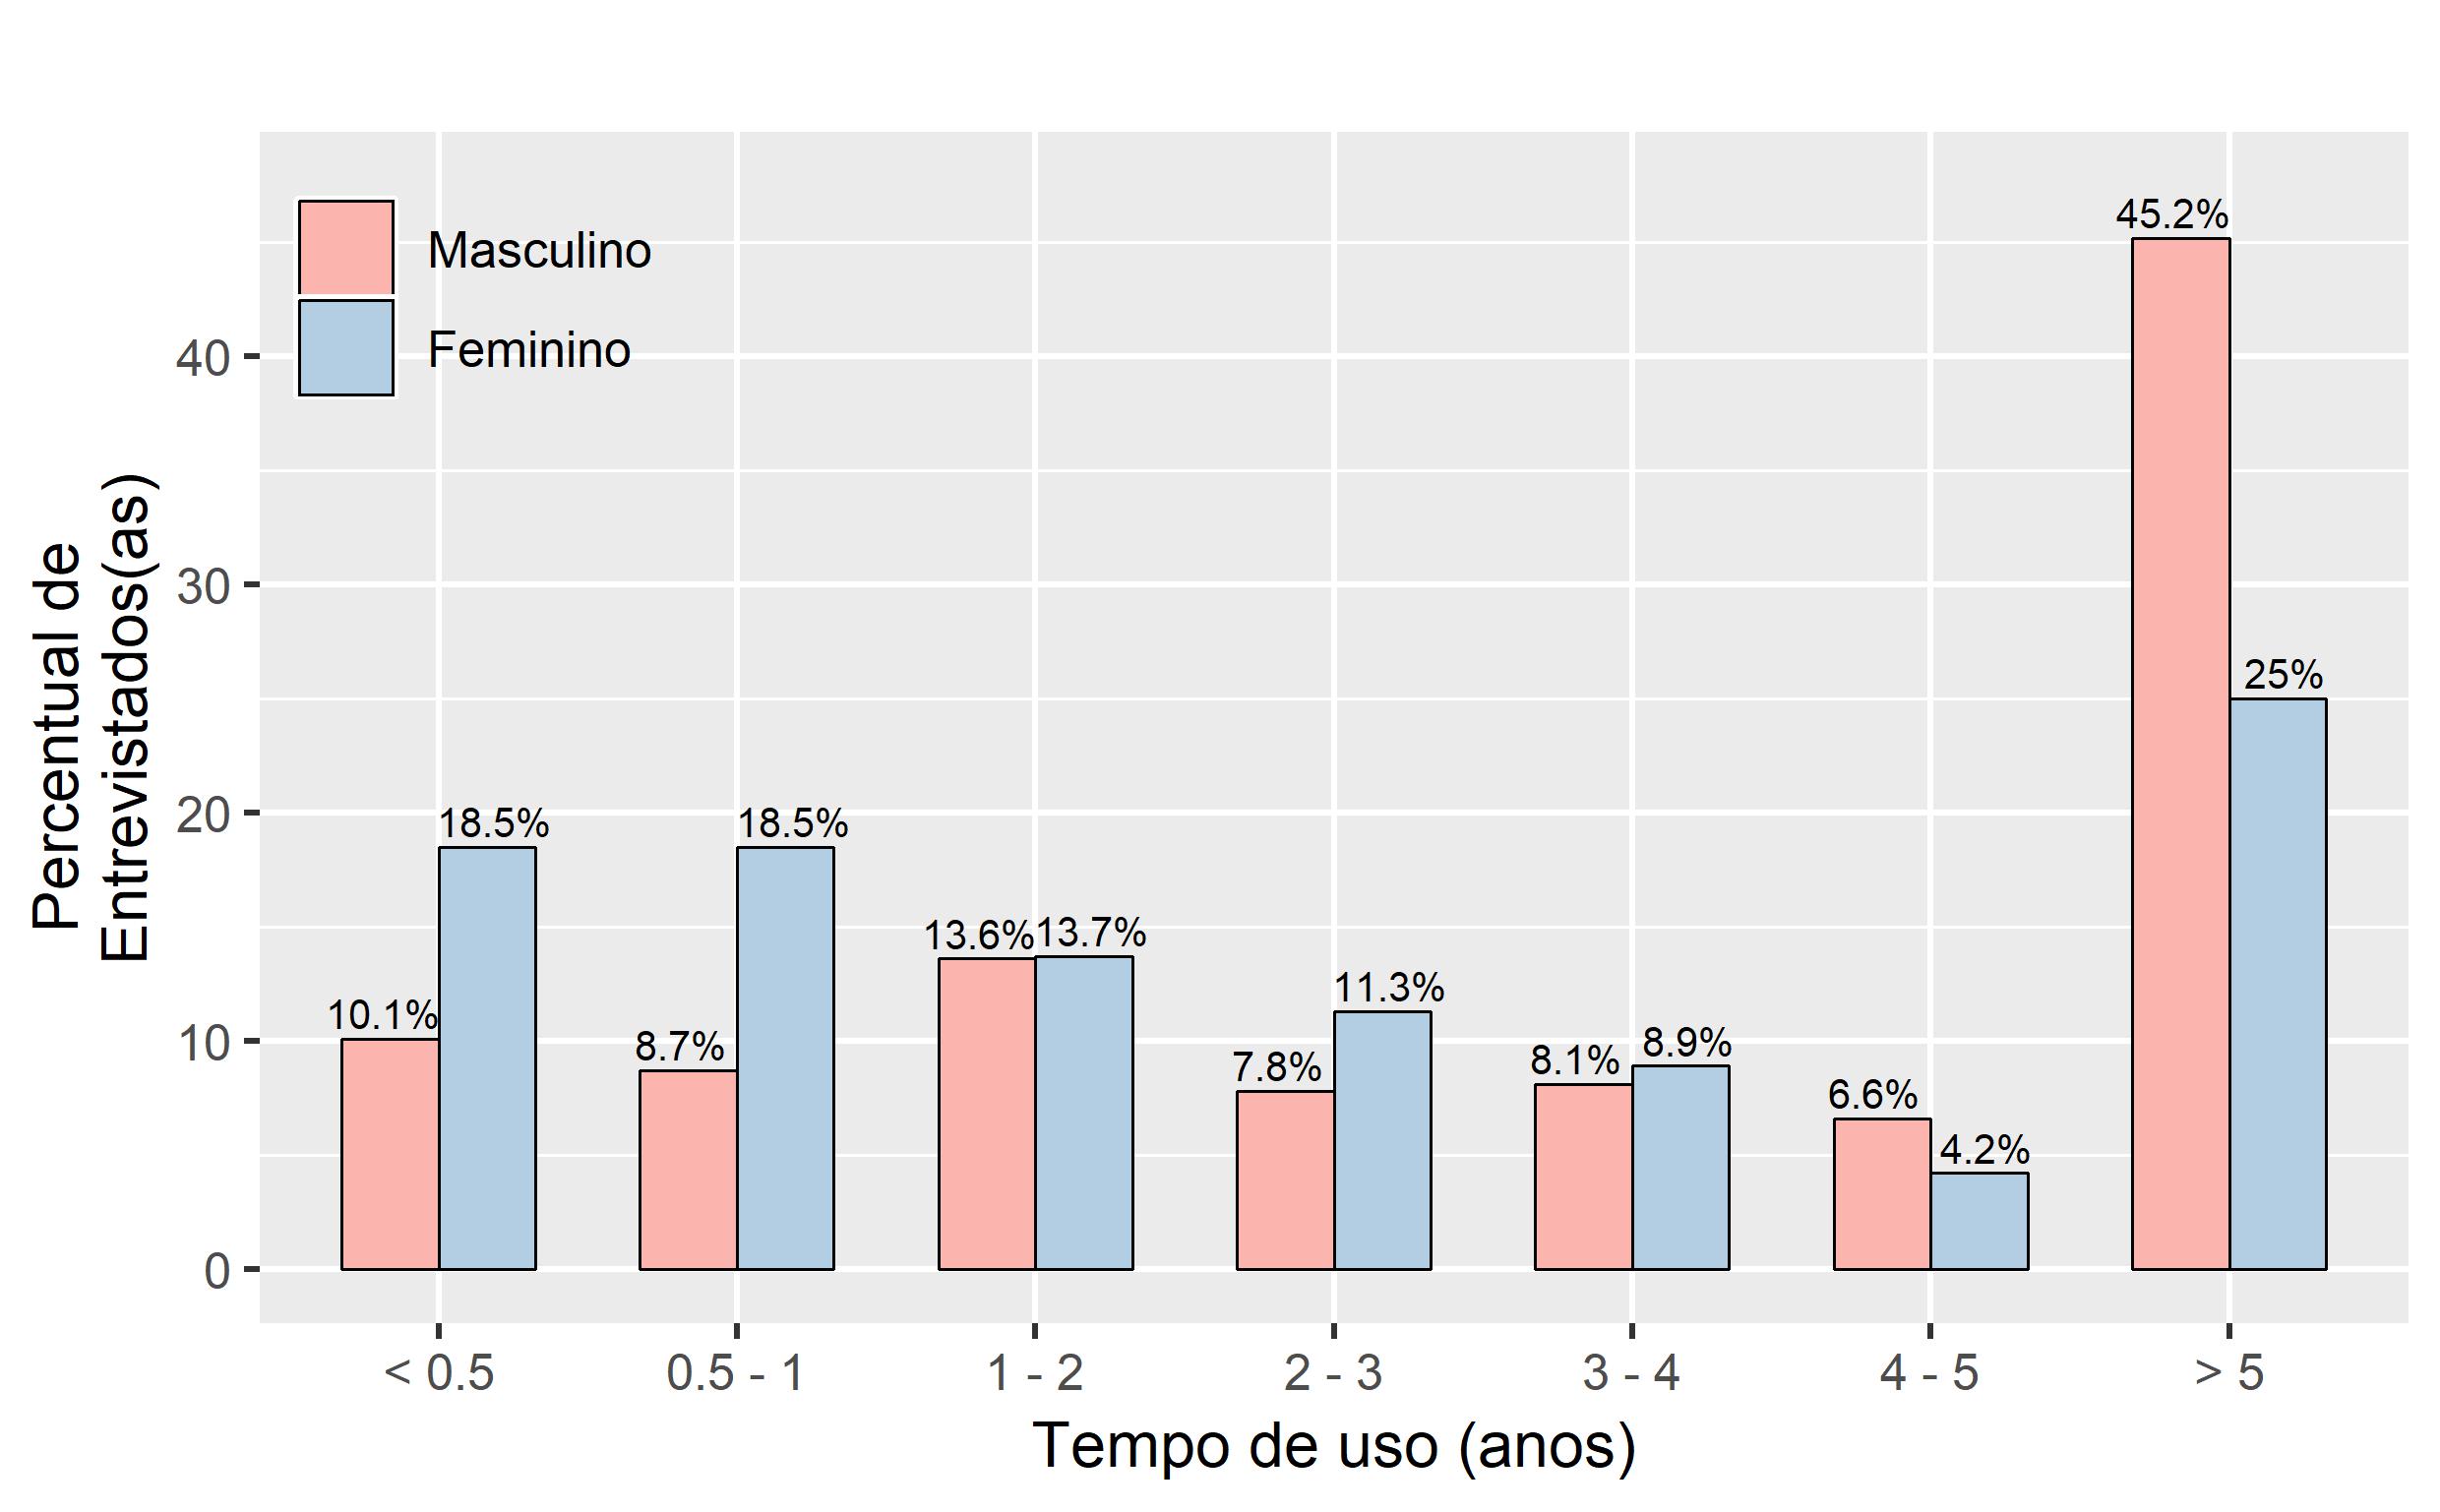 Masculino
Feminino
Percentual de
Entrevistados(as)
40
30
20
10
0
10.1%
18.5%
8.7%
18.5%
13.6%
13.7%
7.8%
11.3%
8.1%
8.9%
6.6%
4.2%
45.2%
25%
< 0.5
0.5 - 1
1 - 2
2 - 3
3 - 4
4 - 5
> 5
Tempo de uso (anos)